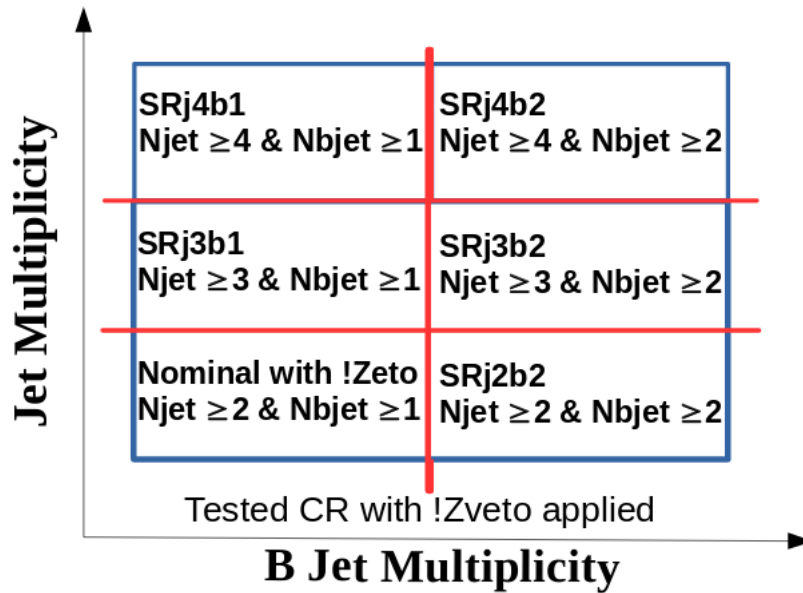 Jet Multiplicity
SRj4b1
Njet ≥4 & Nbjet ≥1
SRj4b2
Njet ≥4 & Nbjet ≥2
SRj3b1
Njet ≥3 & Nbjet ≥1
SRj3b2
Njet ≥3 & Nbjet ≥2
Nominal with !Zeto
Njet ≥2 & Nbjet ≥1
SRj2b2
Njet ≥2 & Nbjet ≥2
Tested CR with !Zveto applied
B Jet Multiplicity